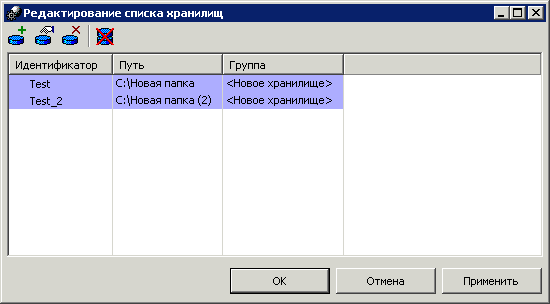 Редактирование списка хранилищ
Идентификатор Путь Группа
Test C:\Новая папка <Новое хранилище>
Test_2 C:\Новая папка (2) <Новое хранилище>
OK Отмена Применить